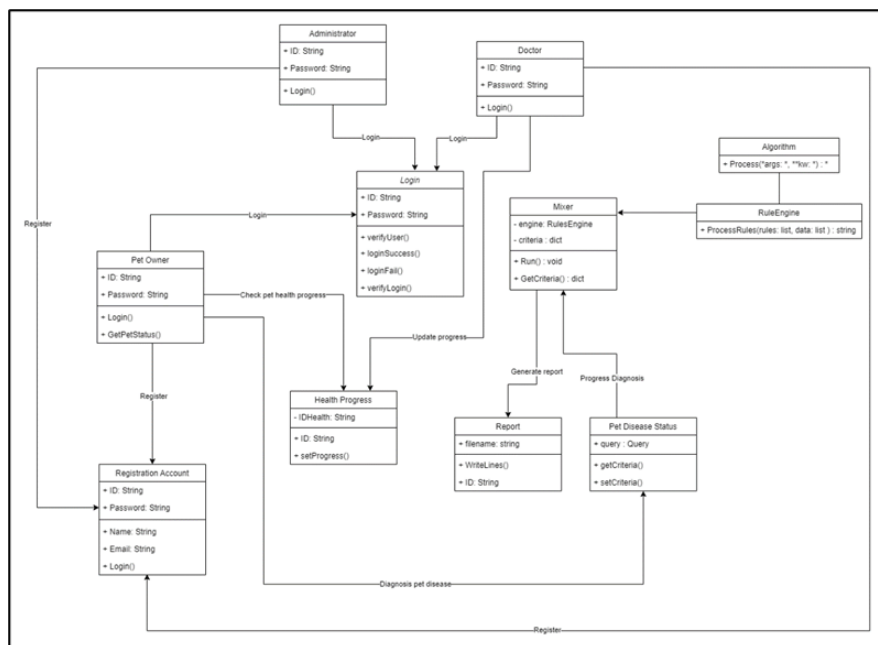 Administrator
+ ID: String
+ Password: String
+ Login()
Doctor
+ ID: String
+ Password: String
+ Login()
Login
Login
Algorithm
+ Process(*args: *, **kw: *) : *
Login
+ ID: String
+ Password: String
+ verifyUser()
+ loginSuccess()
+ loginFail()
+ verifyLogin()
Mixer
- engine: RulesEngine
- criteria : dict
+ Run() : void
+ GetCriteria() : dict
RuleEngine
+ ProcessRules(rules: list, data: list ) : string
Register
Login
Pet Owner
+ ID: String
+ Password: String
+ Login()
+ GetPetStatus()
Check pet health progress
Update progress
Generate report
Progress Diagnosis
Register
Health Progress
- IDHealth: String
+ ID: String
+ setProgress()
Report
+ filename: string
+ WriteLines()
+ ID: String
Pet Disease Status
+ query : Query
+ getCriteria()
+ setCriteria()
Registration Account
+ ID: String
+ Password: String
+ Name: String
+ Email: String
+ Login()
Diagnosis pet disease
Register